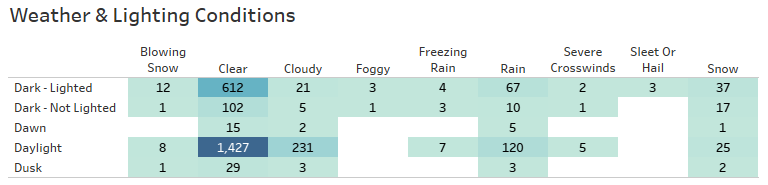 Weather & Lighting Conditions
Blowing Snow Clear Cloudy Foggy Freezing Rain Rain Severe Crosswinds Sleet Or Hail Snow
Dark - Lighted 12 612 21 3 4 67 2 3 37
Dark - Not Lighted 1 102 5 1 3 10 1 17
Dawn 15 2 5 1
Daylight 8 1,427 231 7 120 5 25
Dusk 1 29 3 3 2